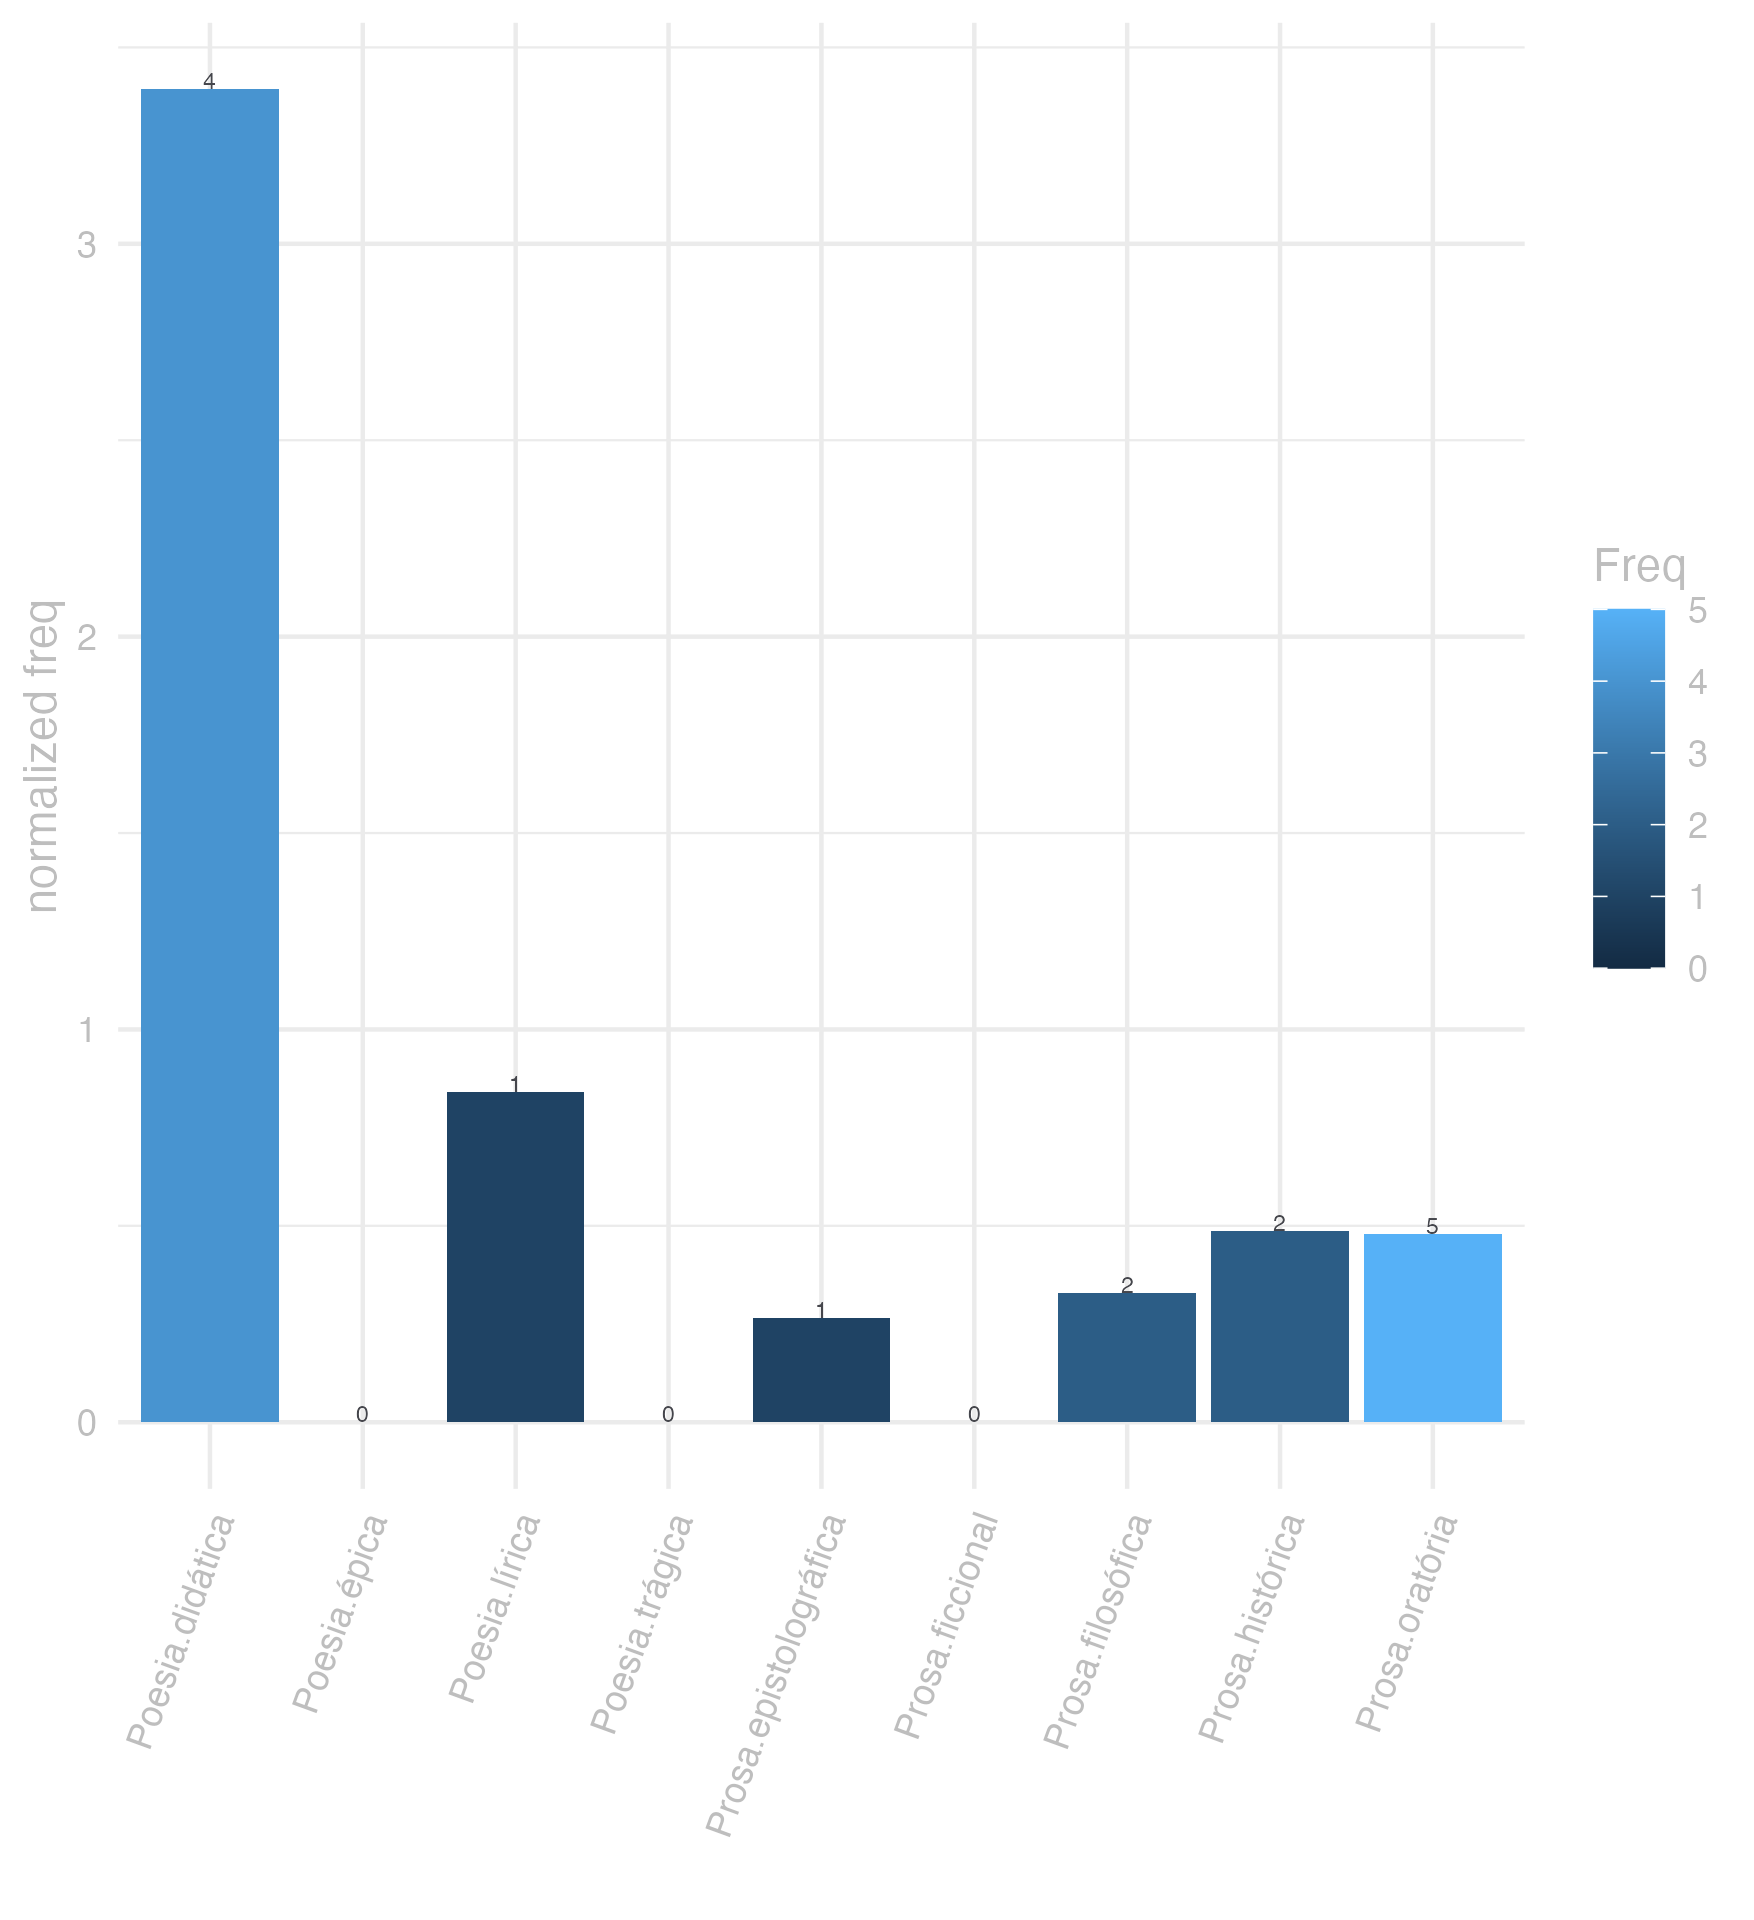 normalized freq
3
2
1
0
4
0
1
0
1
0
2
2
5
Poesia.didática
Poesia.épica
Poesia.lírica
Poesia.trágica
Prosa.epistolográfica
Prosa.ficcional
Prosa.filosófica
Prosa.histórica
Prosa.oratória
Freq
5
4
3
2
1
0